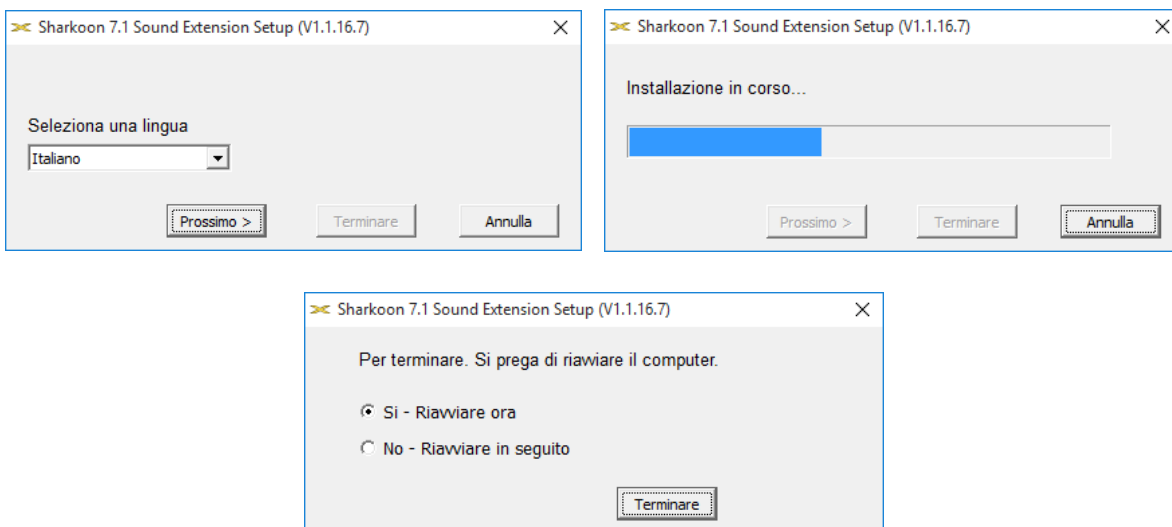 Sharkoon 7.1 Sound Extension Setup (V1.1.16.7)
Seleziona una lingua
Italiano
Prossimo >
Terminare
Annulla
Sharkoon 7.1 Sound Extension Setup (V1.1.16.7)
Installazione in corso...
Prossimo >
Terminare
Annulla
Sharkoon 7.1 Sound Extension Setup (V1.1.16.7)
Per terminare. Si prega di riavviare il computer.
Si - Riavviare ora
No - Riavviare in seguito
Terminare